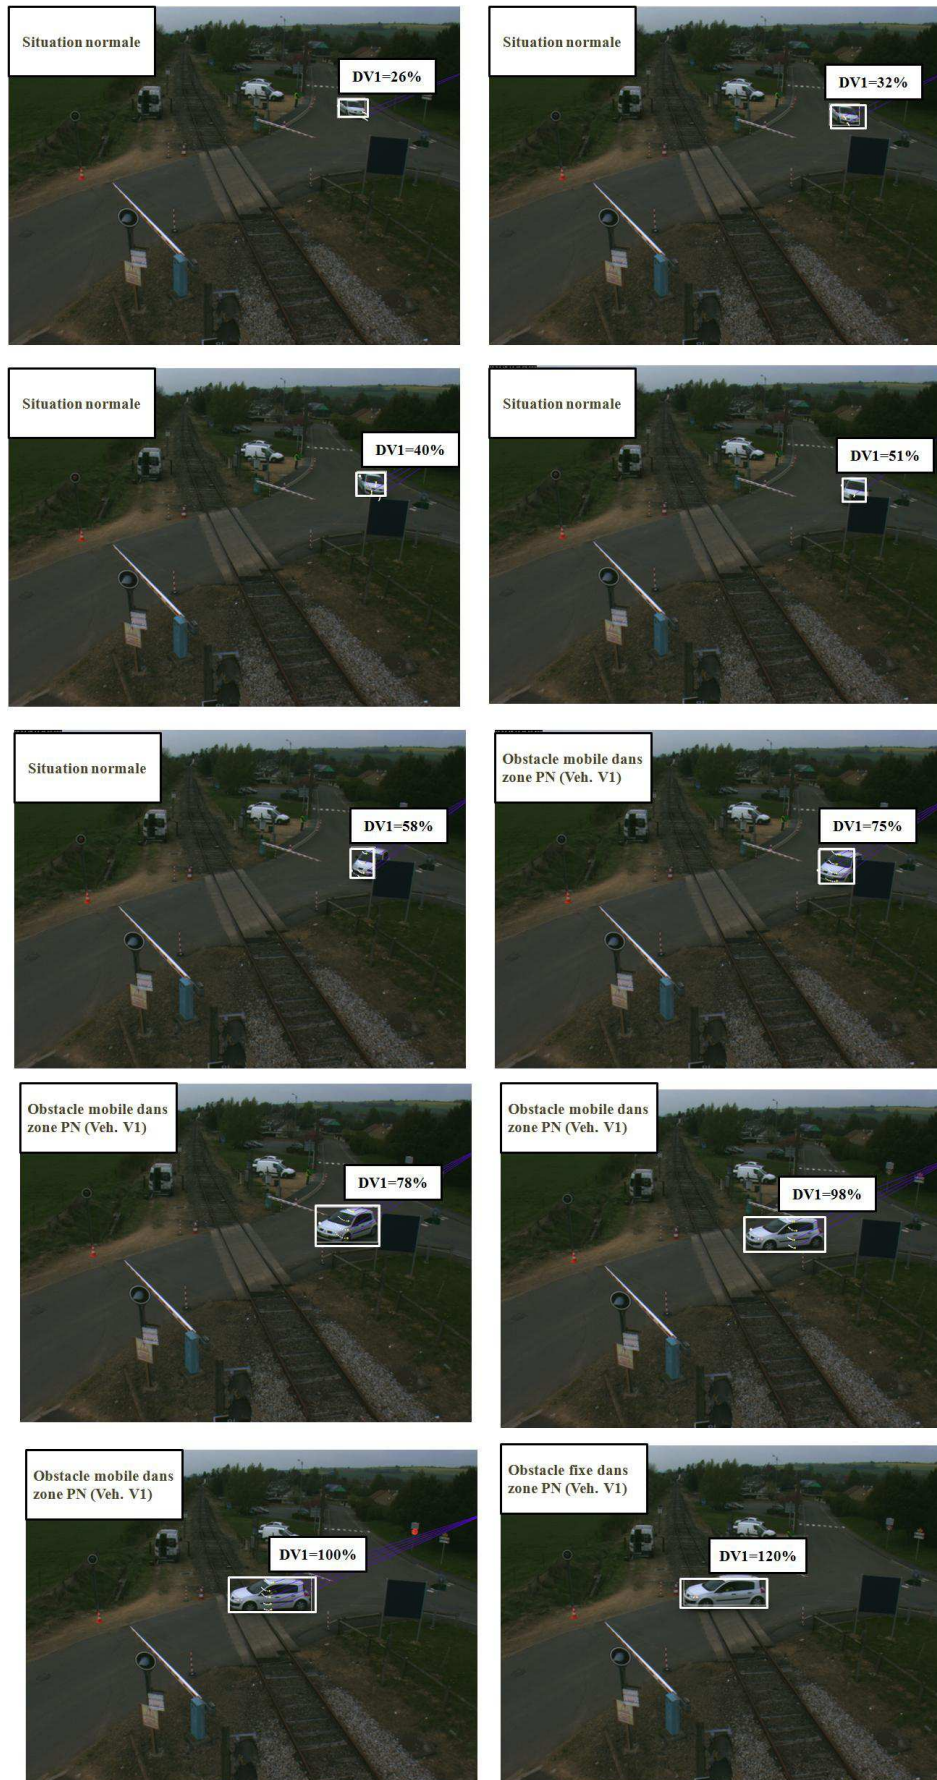 Situation normale
DV1=26%
Situation normale
DV1=32%
Situation normale
DV1=40%
Situation normale
DV1=51%
Situation normale
DV1=58%
Obstacle mobile dans
zone PN (Veh. V1)
DV1=75%
Obstacle mobile dans
zone PN (Veh. V1)
DV1=78%
Obstacle mobile dans
zone PN (Veh. V1)
DV1=98%
Obstacle mobile dans
zone PN (Veh. V1)
DV1=100%
Obstacle fixe dans
zone PN (Veh. V1)
DV1=120%